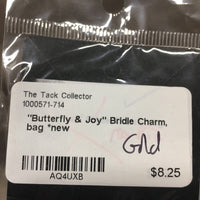 The Tack Collector
1000571-714
"Butterfly & Joy" Bridle Charm,
bag *new
Gld
AQ4UXB
$8.25